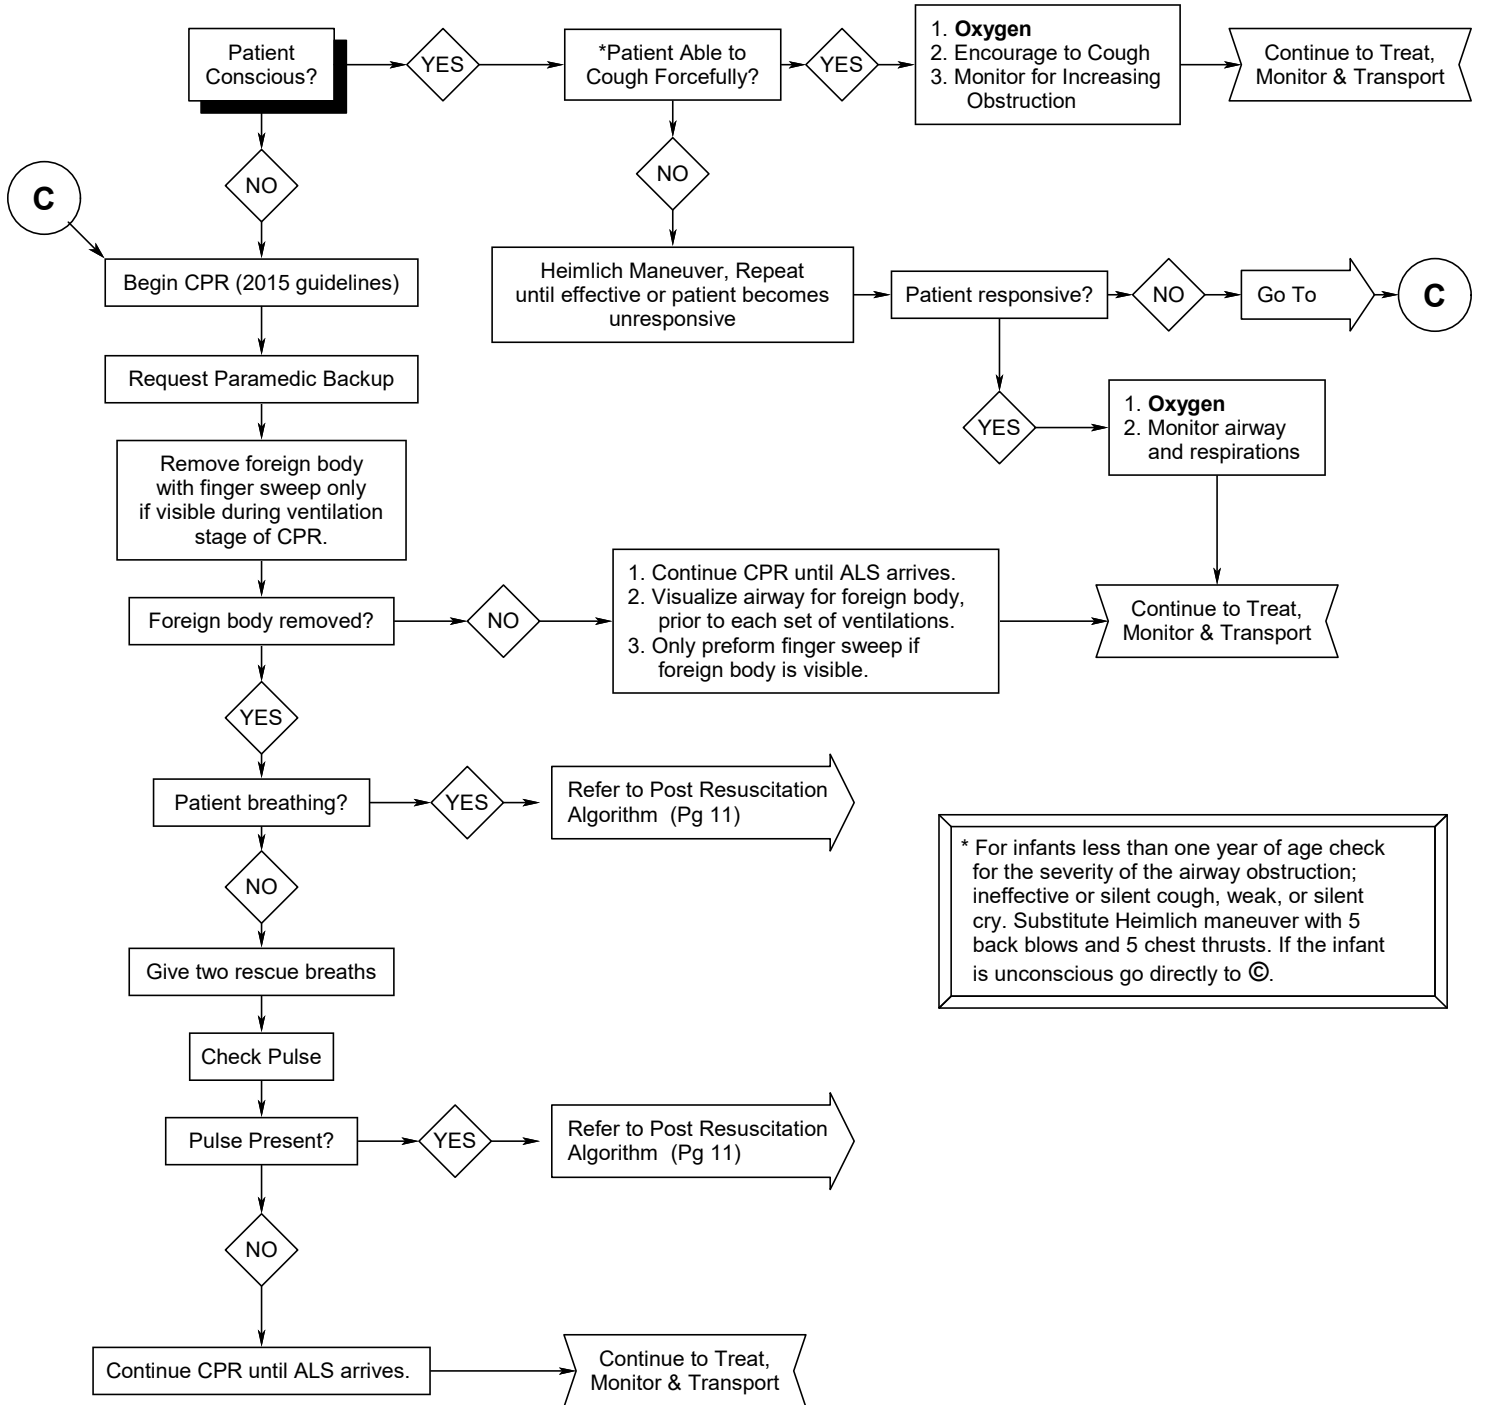 Patient
Conscious?
YES
*Patient Able to
Cough Forcefully?
YES
1. Oxygen
2. Encourage to Cough
3. Monitor for Increasing
Obstruction
Continue to Treat,
Monitor & Transport
NO
NO
C
Begin CPR (2015 guidelines)
Heimlich Maneuver, Repeat
until effective or patient becomes
unresponsive
Patient responsive?
NO
Go To
C
Request Paramedic Backup
YES
1. Oxygen
2. Monitor airway
and respirations
Remove foreign body
with finger sweep only
if visible during ventilation
stage of CPR.
Foreign body removed?
NO
1. Continue CPR until ALS arrives.
2. Visualize airway for foreign body,
prior to each set of ventilations.
3. Only preform finger sweep if
foreign body is visible.
Continue to Treat,
Monitor & Transport
YES
Patient breathing?
YES
Refer to Post Resuscitation
Algorithm (Pg 11)
NO
* For infants less than one year of age check
for the severity of the airway obstruction;
ineffective or silent cough, weak, or silent
cry. Substitute Heimlich maneuver with 5
back blows and 5 chest thrusts. If the infant
is unconscious go directly to ©.
Give two rescue breaths
Check Pulse
Pulse Present?
YES
Refer to Post Resuscitation
Algorithm (Pg 11)
NO
Continue CPR until ALS arrives.
Continue to Treat,
Monitor & Transport